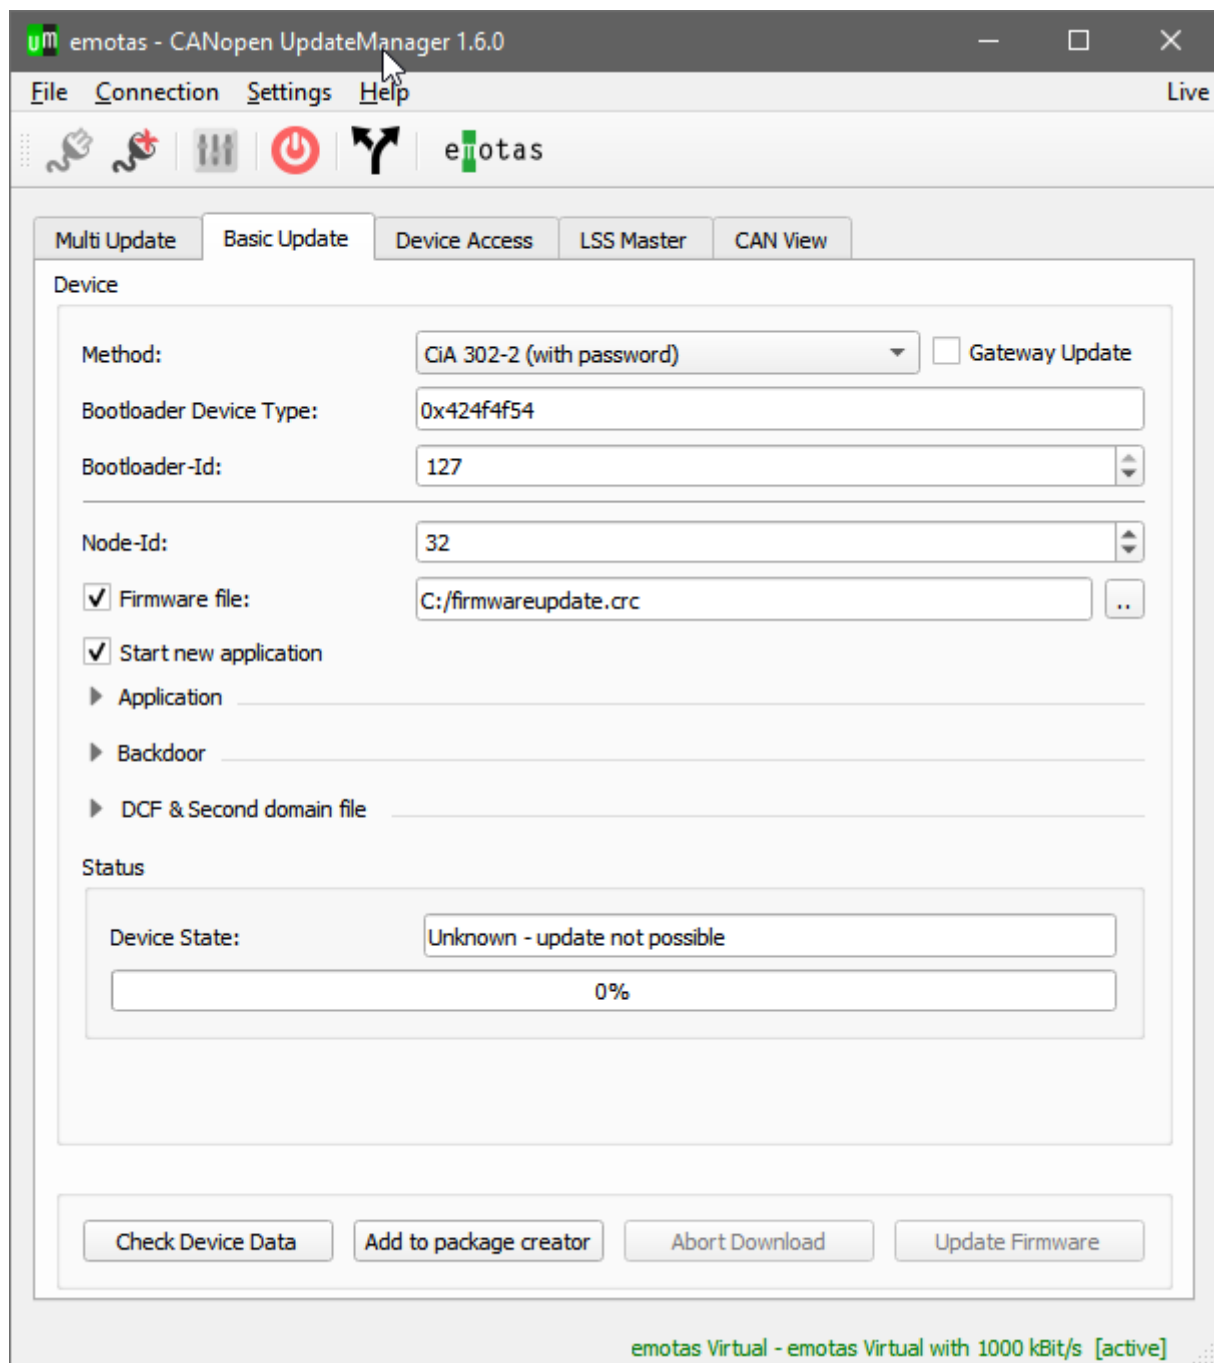 um emotas - CANopen UpdateManager 1.6.0
File Connection Settings Help Live
emotas
Multi Update Basic Update Device Access LSS Master CAN View
Device
Method: CiA 302-2 (with password) Gateway Update
Bootloader Device Type: 0x424f4f54
Bootloader-Id: 127
Node-Id: 32
Firmware file: C:/firmwareupdate.crc ..
Start new application
Application
Backdoor
DCF & Second domain file
Status
Device State: Unknown - update not possible
0%
Check Device Data Add to package creator Abort Download Update Firmware
emotas Virtual - emotas Virtual with 1000 kBit/s [active]